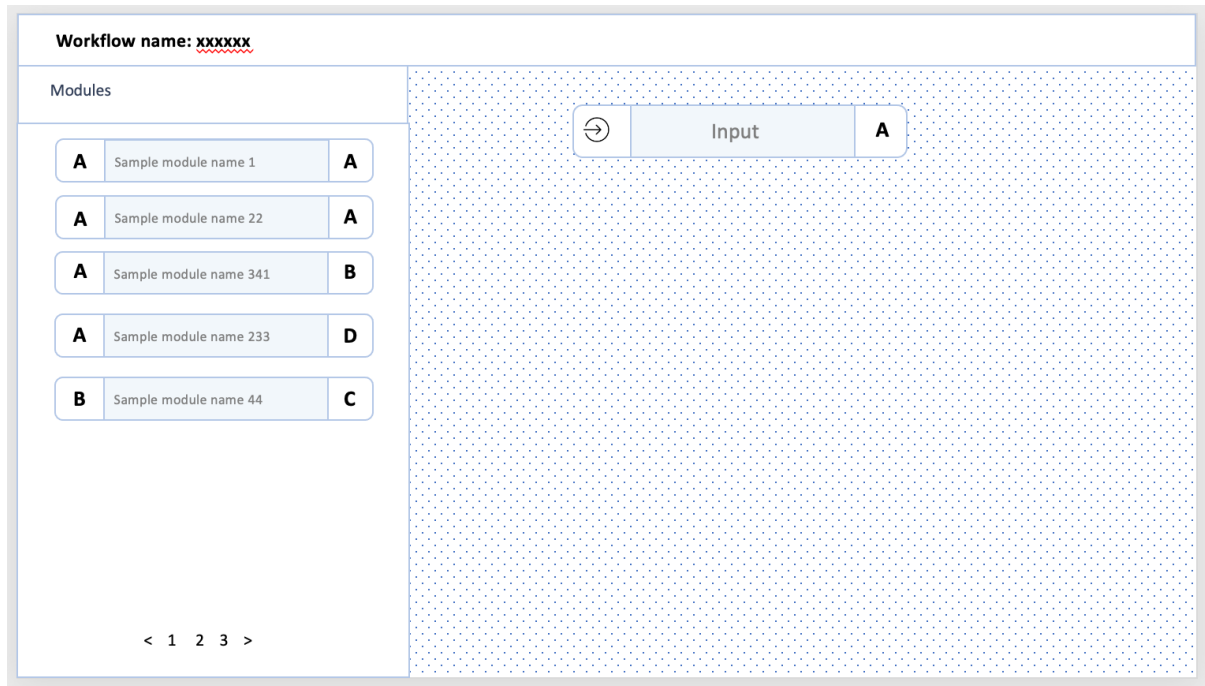 Workflow name: xxxxxx
Modules
Input A
A Sample module name 1 A
A Sample module name 22 A
A Sample module name 341 B
A Sample module name 233 D
B Sample module name 44 C
< 1 2 3 >